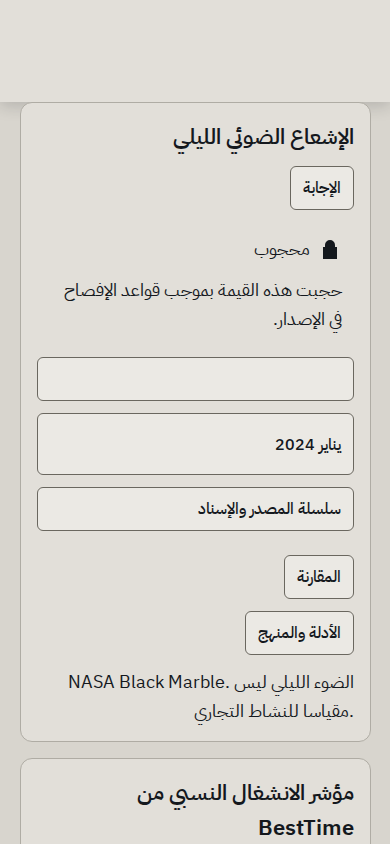 الإشعاع الضوئي الليلي
الإجابة
محجوب
حجبت هذه القيمة بموجب قواعد الإفصاح
في الإصدار.
يناير 2024
سلسلة المصدر والإسناد
المقارنة
الأدلة والمنهج
الضوء الليلي ليس .NASA Black Marble
.مقياسا للنشاط التجاري
مؤشر الانشغال النسبي من
BestTime